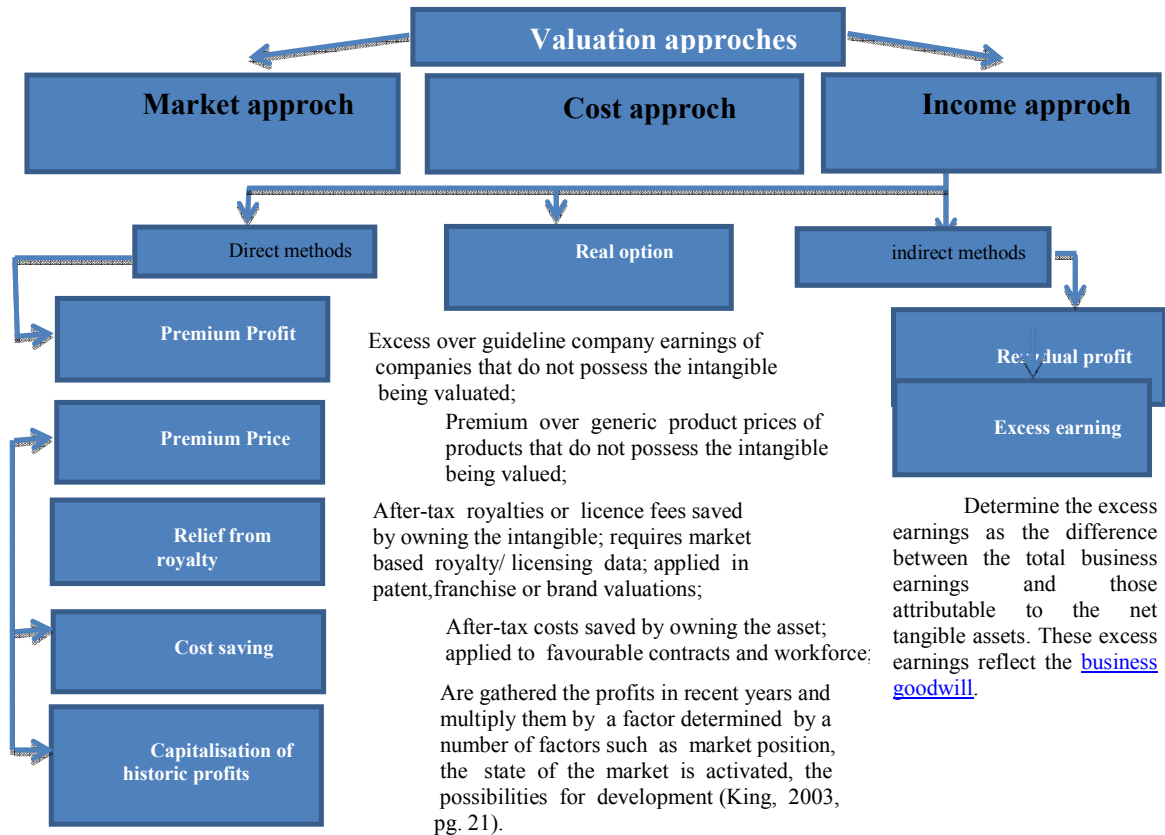 Valuation approches
Market approch
Cost approch
Income approch
Direct methods
Real option
indirect methods
Premium Profit
Excess over guideline company earnings of
companies that do not possess the intangible
being valuated;
Premium Price
Premium over generic product prices of
products that do not possess the intangible
being valued;
Relief from
royalty
After-tax royalties or licence fees saved
by owning the intangible; requires market
based royalty/ licensing data; applied in
patent,franchise or brand valuations;
Cost saving
After-tax costs saved by owning the asset;
applied to favourable contracts and workforce;
Capitalisation of
historic profits
Are gathered the profits in recent years and
multiply them by a factor determined by a
number of factors such as market position,
the state of the market is activated, the
possibilities for development (King, 2003,
pg. 21).
Residual profit
Excess earning
Determine the excess
earnings as the difference
between the total business
earnings and those
attributable to the net
tangible assets. These excess
earnings reflect the business
goodwill.